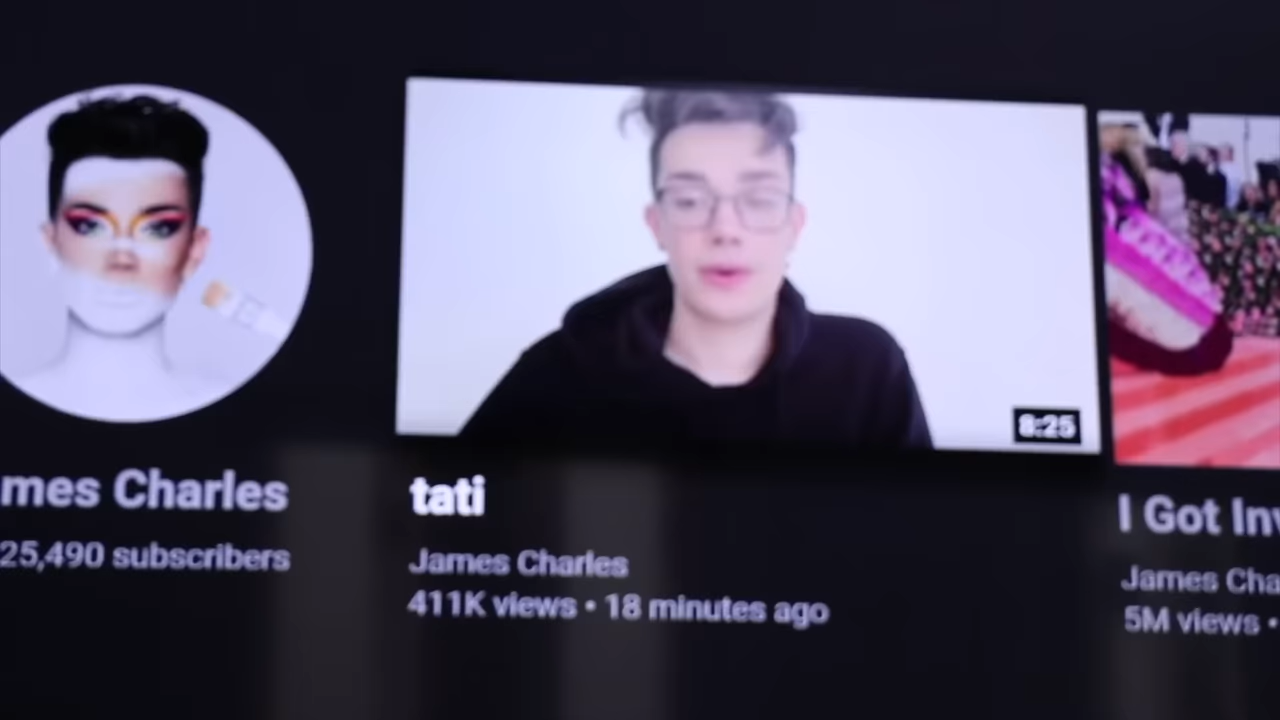 mes Charles
25,490 subscribers
8:25
tati
James Charles
411K views • 18 minutes ago
I Got Inv
James Cha
5M views •